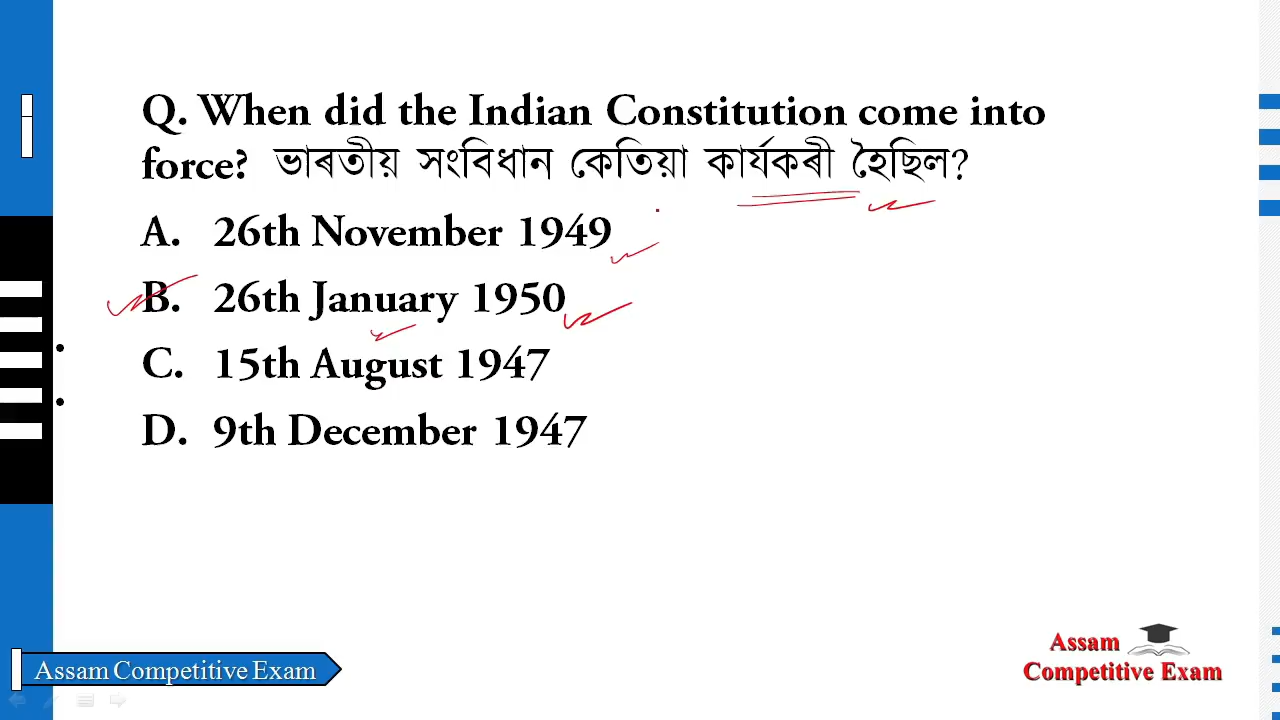 Q. When did the Indian Constitution come into
force? ভাৰতীয় সংবিধান কেতিয়া কাৰ্যকৰী হৈছিল?
A. 26th November 1949
B. 26th January 1950
C. 15th August 1947
D. 9th December 1947
Assam Competitive Exam
Assam
Competitive Exam